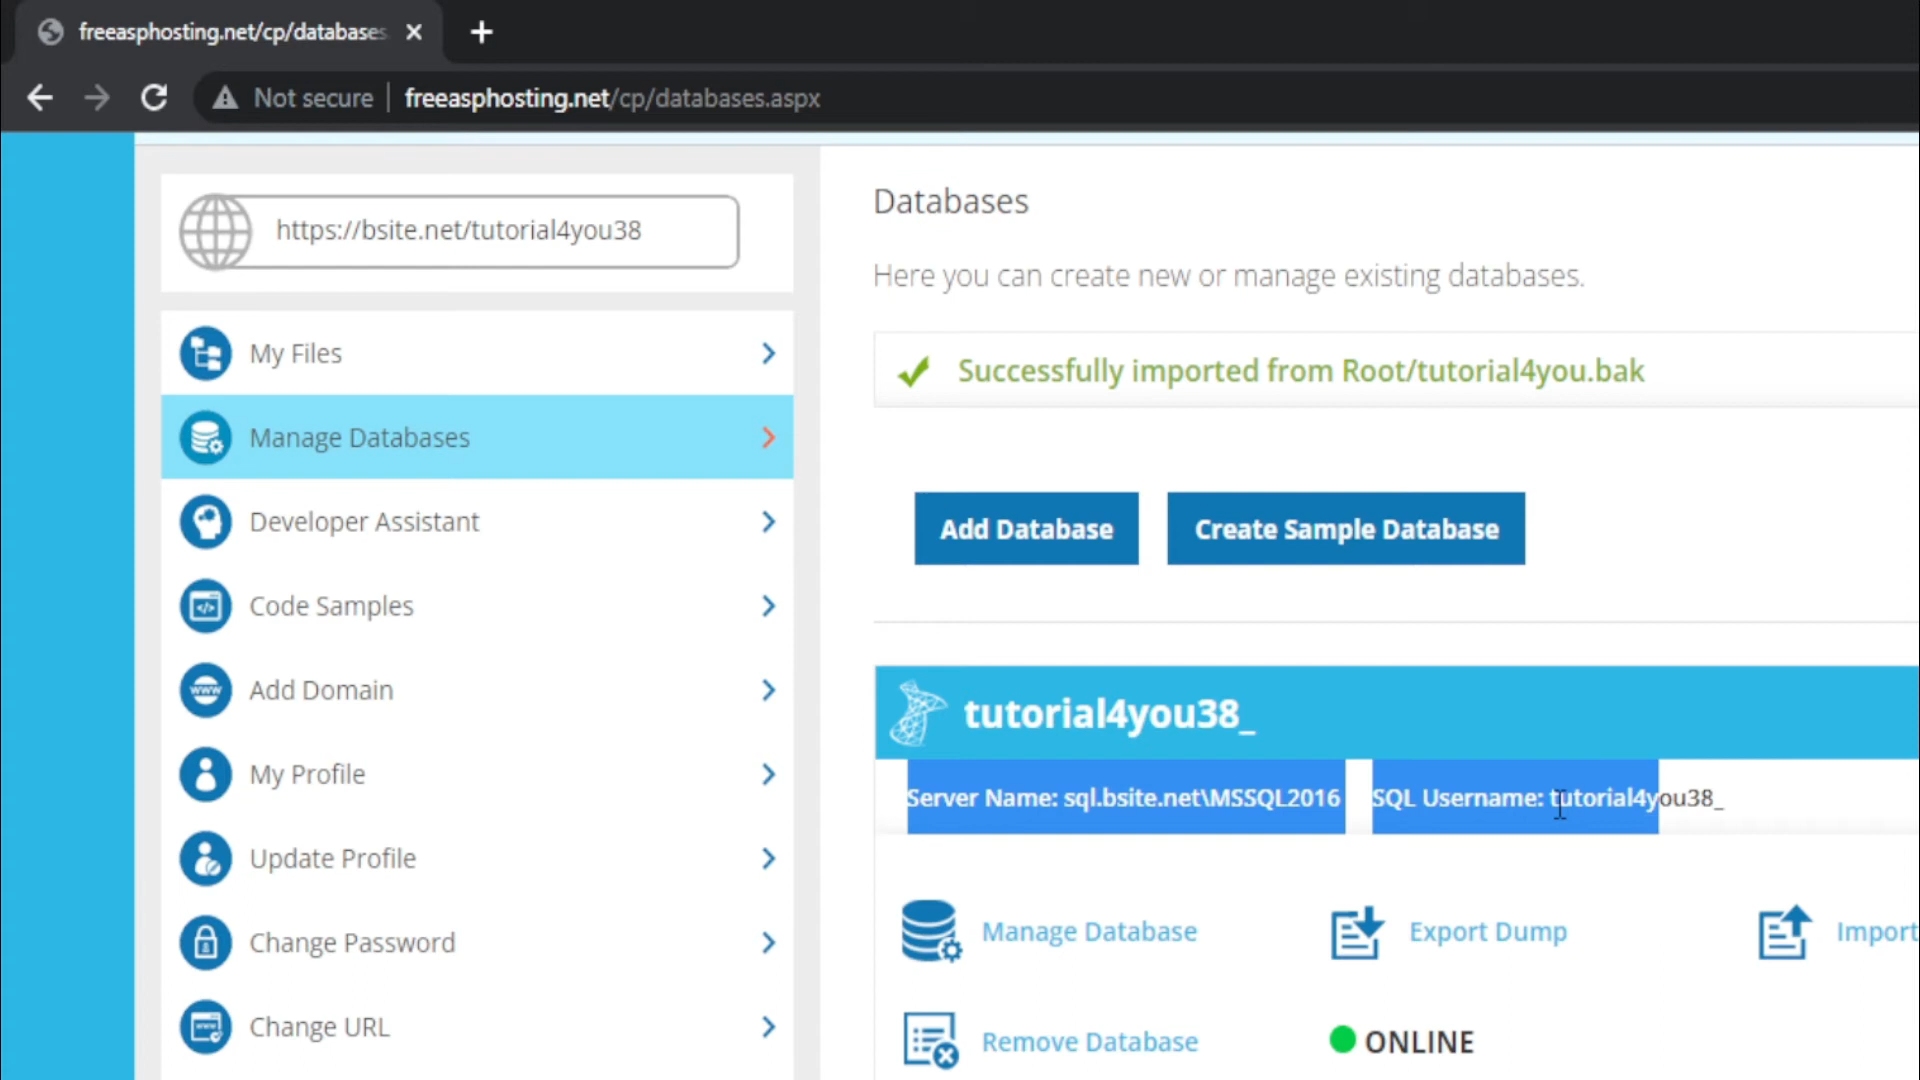 freeasphosting.net/cp/databases
Not secure
freeasphosting.net/cp/databases.aspx
https://bsite.net/tutorial4you38
My Files
Manage Databases
Developer Assistant
Code Samples
Add Domain
My Profile
Update Profile
Change Password
Change URL
Databases
Here you can create new or manage existing databases.
Successfully imported from Root/tutorial4you.bak
Add Database
Create Sample Database
tutorial4you38_
Server Name: sql.bsite.net\MSSQL2016 SQL Username: tutorial4you38_
Manage Database
Export Dump
Import
Remove Database
ONLINE